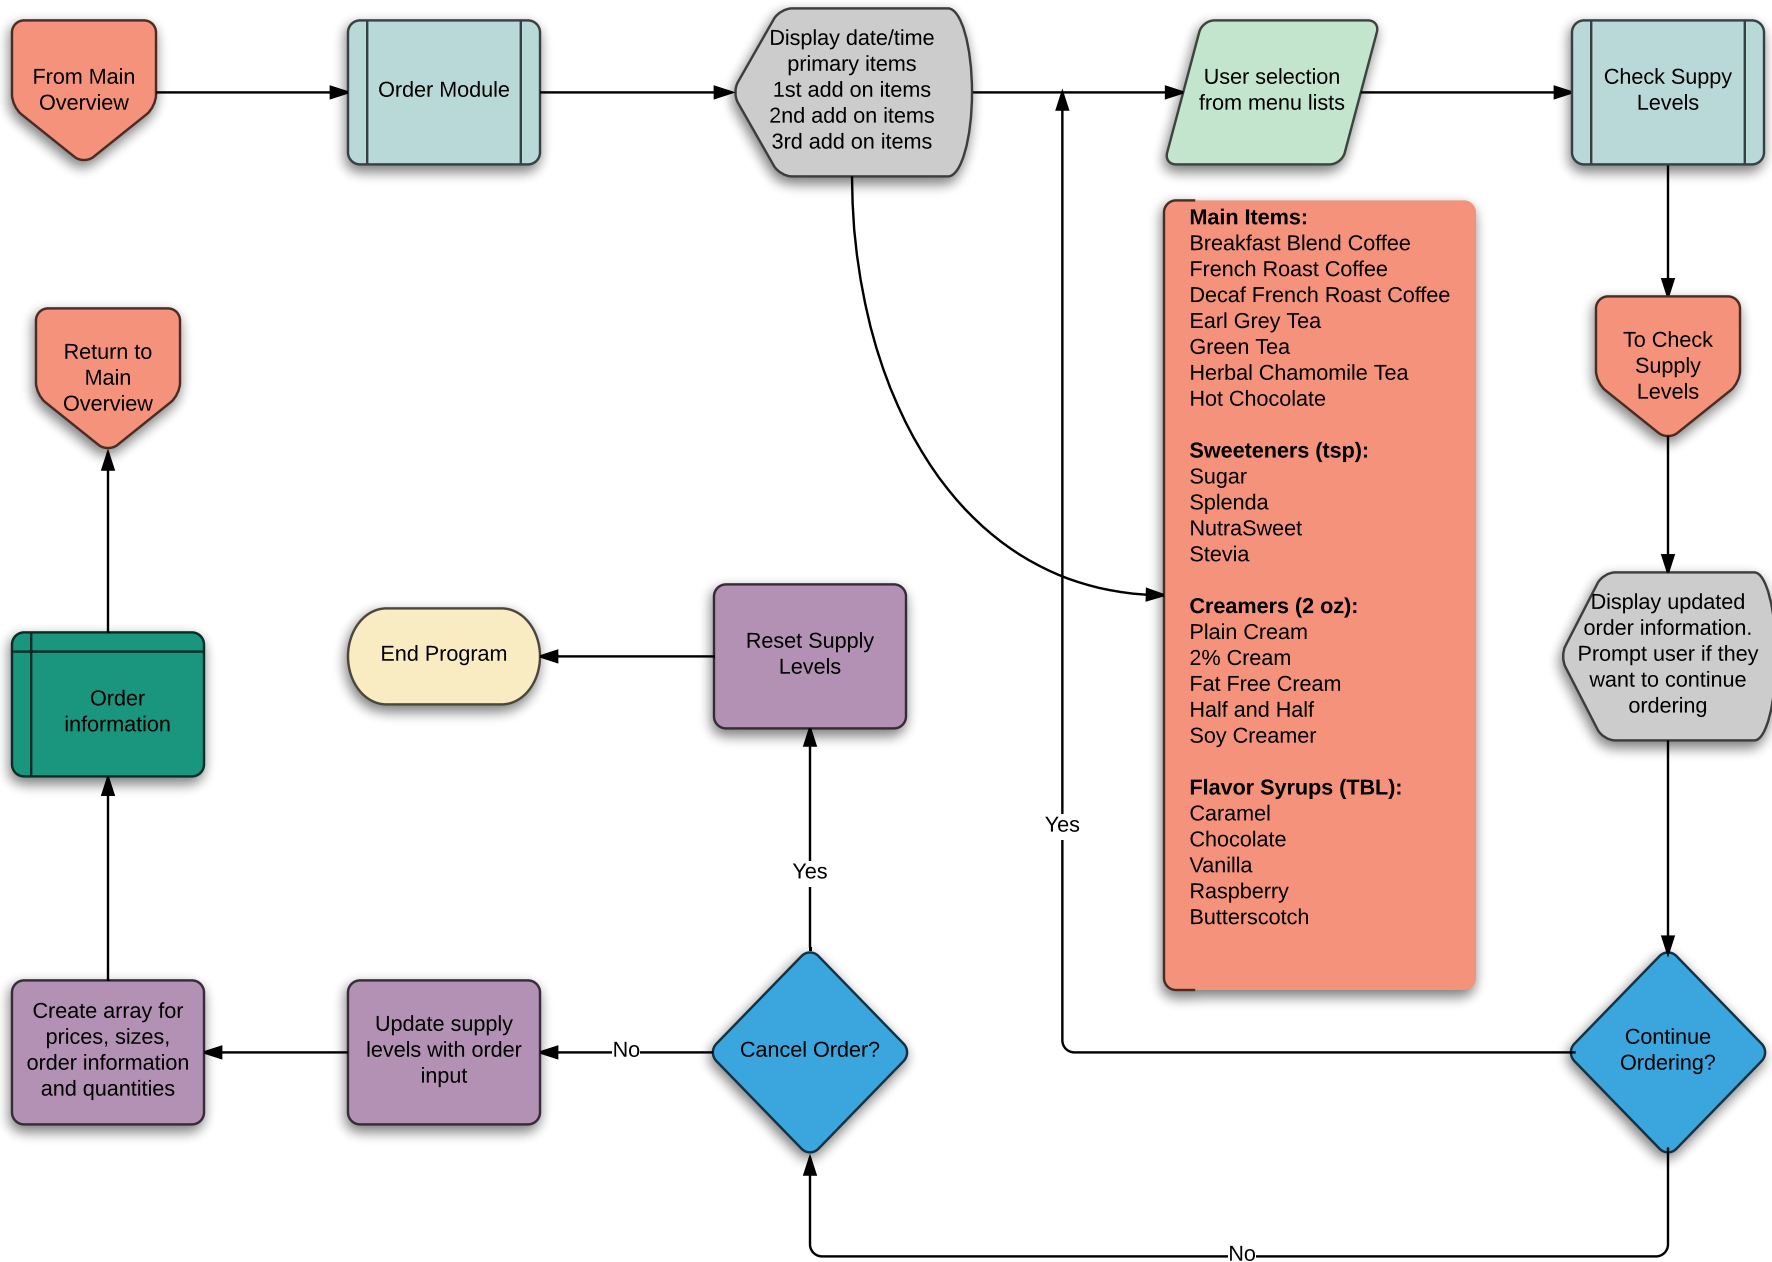 From Main
Overview
Order Module
Display date/time
primary items
1st add on items
2nd add on items
3rd add on items
User selection
from menu lists
Check Suppy
Levels
Main Items:
Breakfast Blend Coffee
French Roast Coffee
Decaf French Roast Coffee
Earl Grey Tea
Green Tea
Herbal Chamomile Tea
Hot Chocolate
Sweeteners (tsp):
Sugar
Splenda
NutraSweet
Stevia
Creamers (2 oz):
Plain Cream
2% Cream
Fat Free Cream
Half and Half
Soy Creamer
Flavor Syrups (TBL):
Caramel
Chocolate
Vanilla
Raspberry
Butterscotch
To Check
Supply
Levels
Return to
Main
Overview
Display updated
order information.
Prompt user if they
want to continue
ordering
End Program
Reset Supply
Levels
Order
information
Yes
Yes
Create array for
prices, sizes,
order information
and quantities
Update supply
levels with order
input
No
Cancel Order?
Continue
Ordering?
No